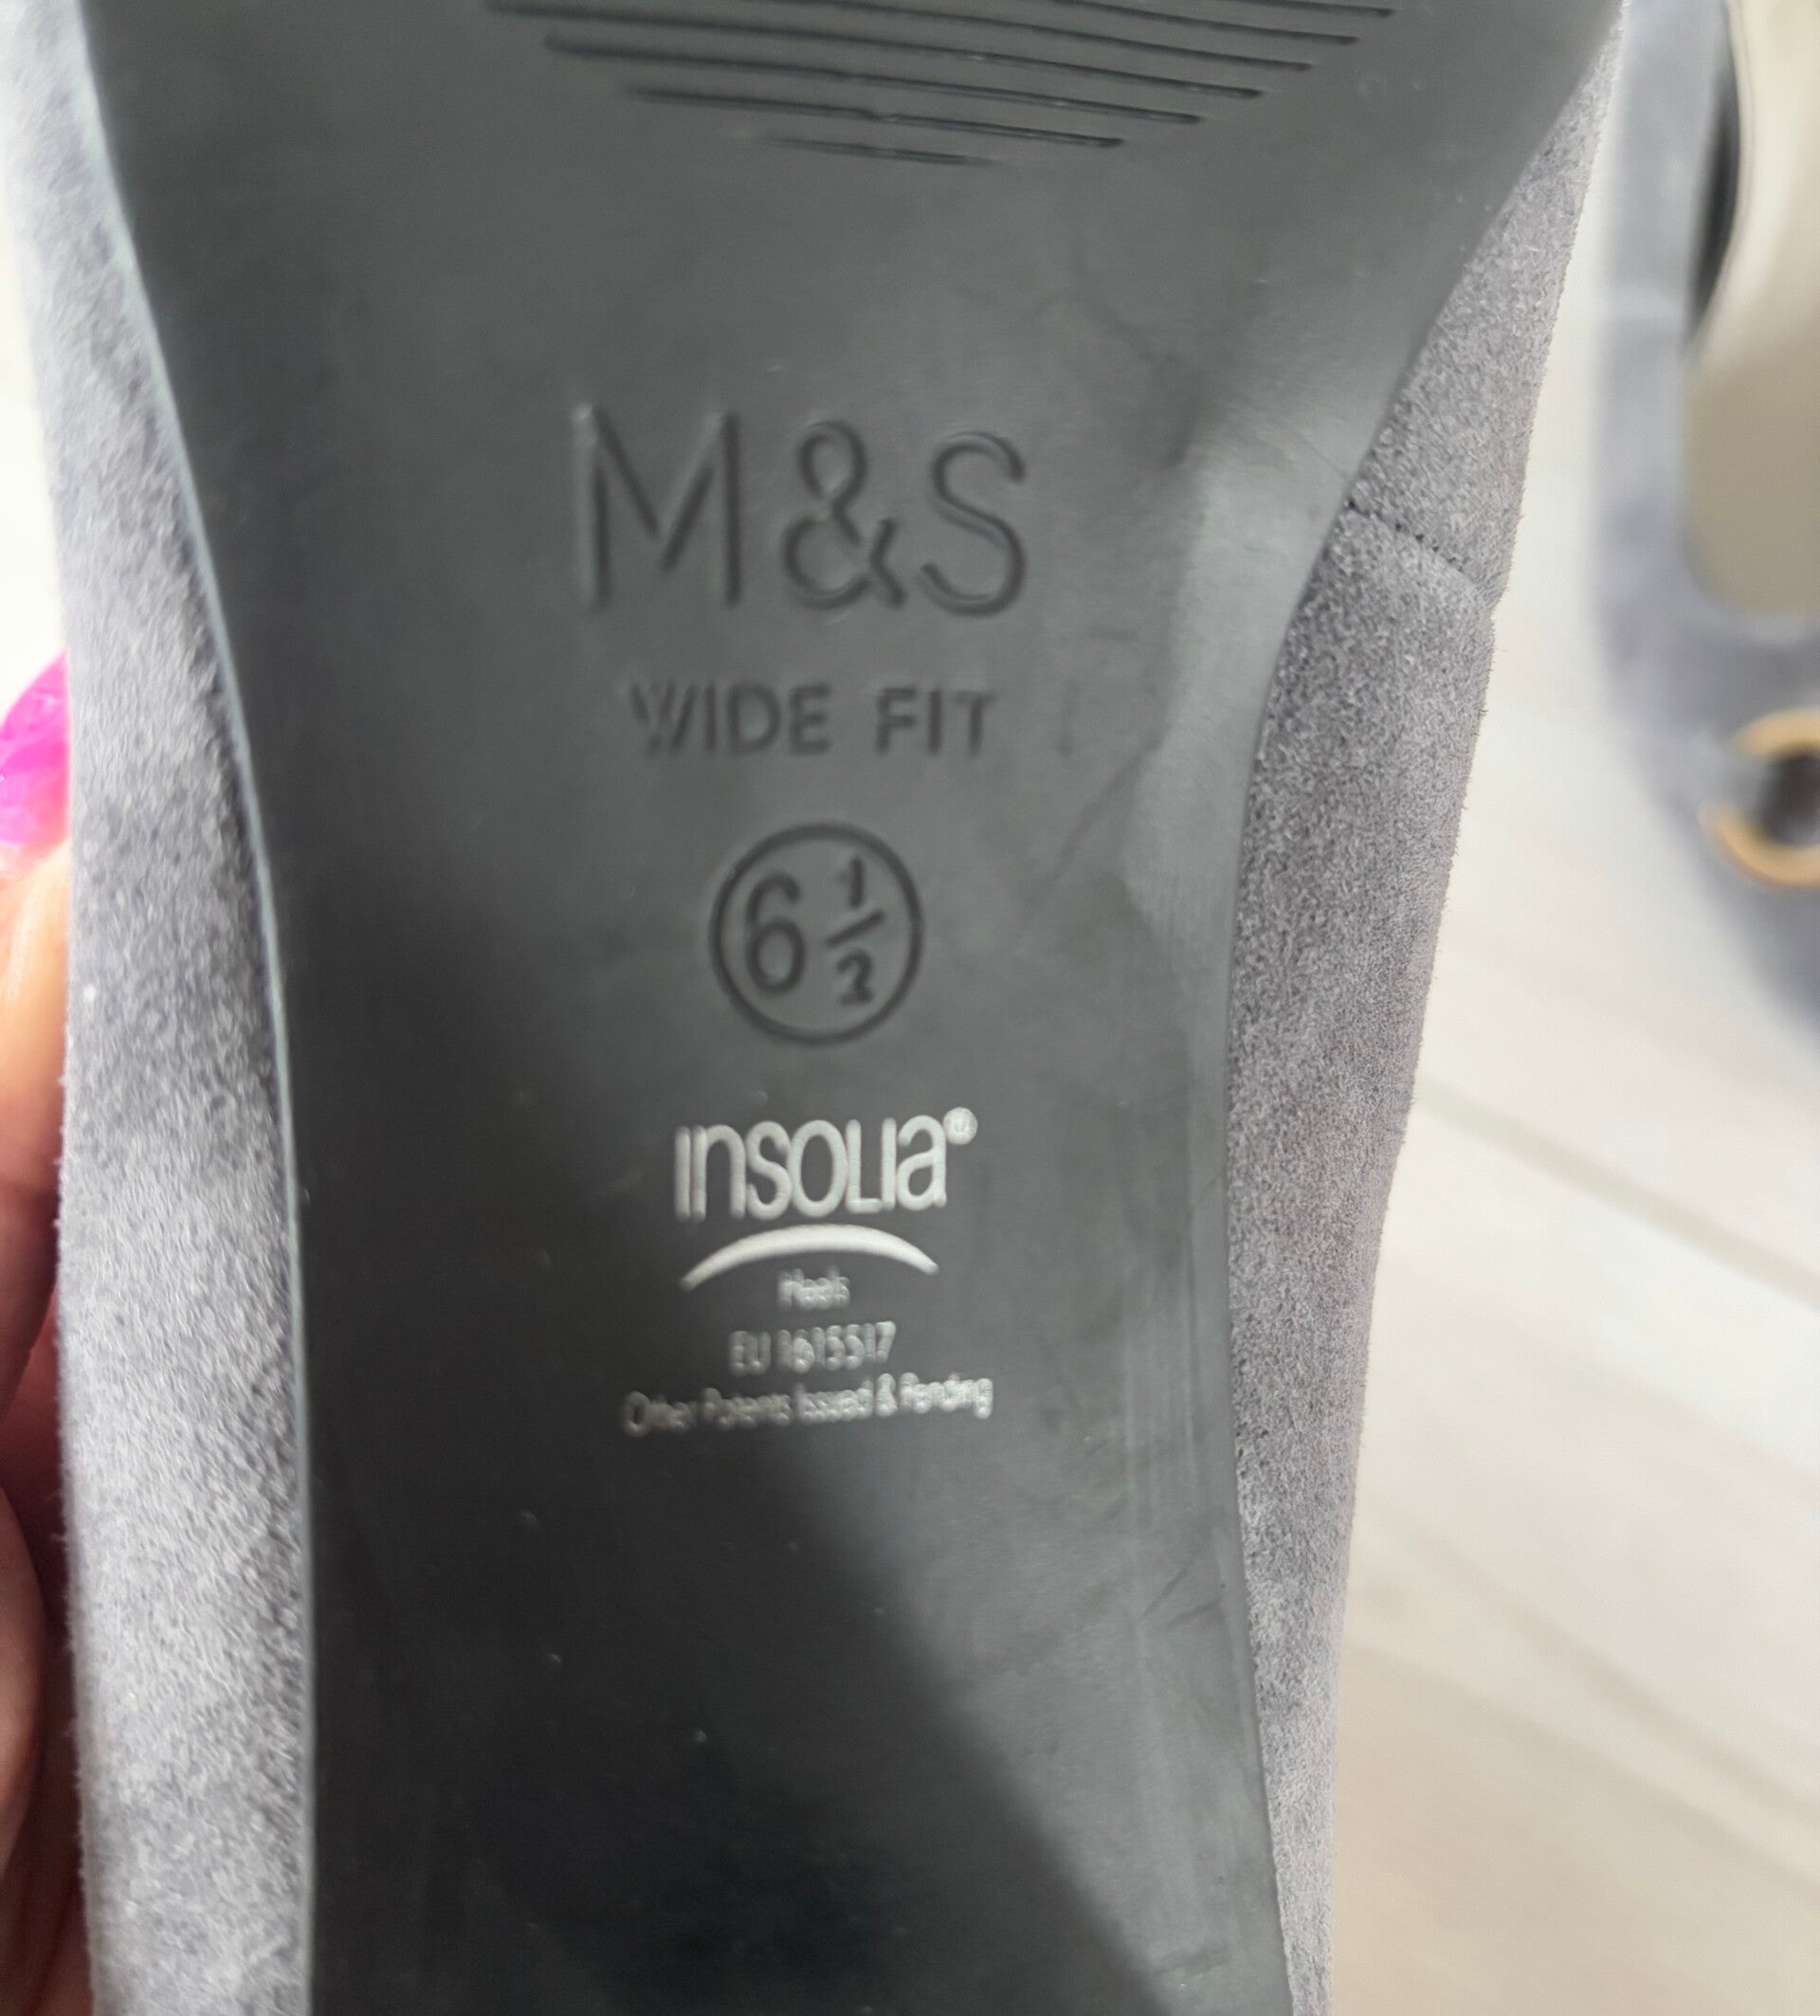 M&S
WIDE FIT
6 1/2
INSOLIA®
Heels
EU 1615517
Other Patents Issued & Pending